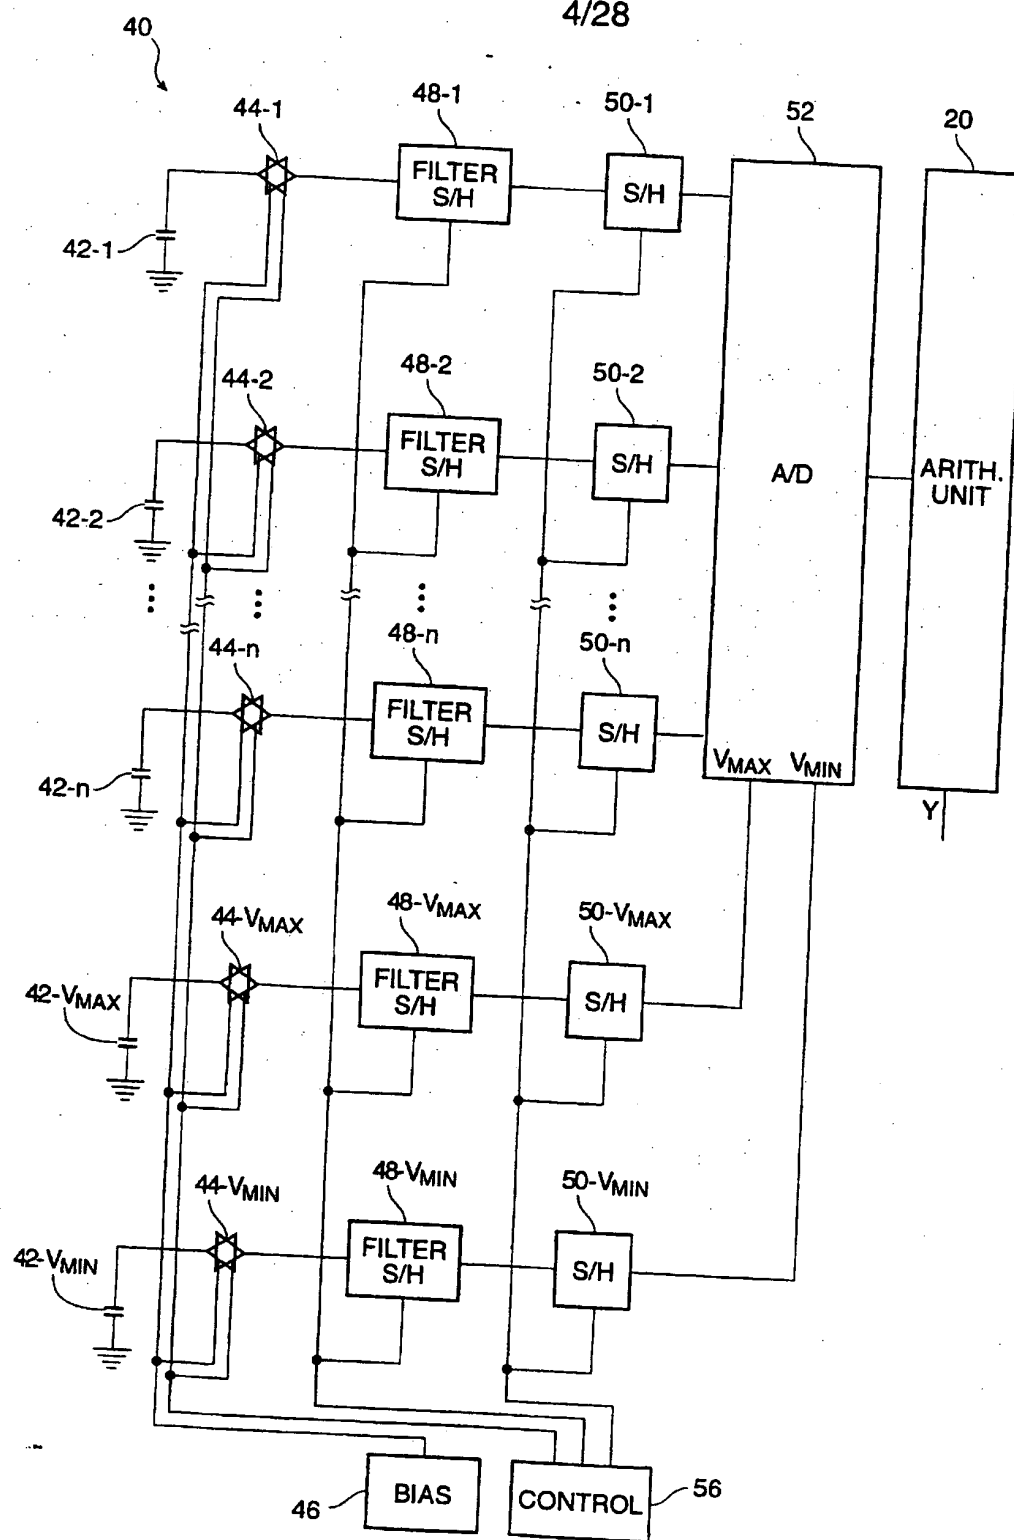 4/28
40
44-1
48-1
50-1
52
20
FILTER
S/H
S/H
42-1
44-2
48-2
50-2
FILTER
S/H
S/H
A/D
ARITH.
UNIT
42-2
44-n
48-n
50-n
FILTER
S/H
S/H
VMAX VMIN
42-n
Y
44-VMAX
48-VMAX
50-VMAX
FILTER
S/H
S/H
42-VMAX
44-VMIN
48-VMIN
50-VMIN
FILTER
S/H
S/H
42-VMIN
46
BIAS
CONTROL
56